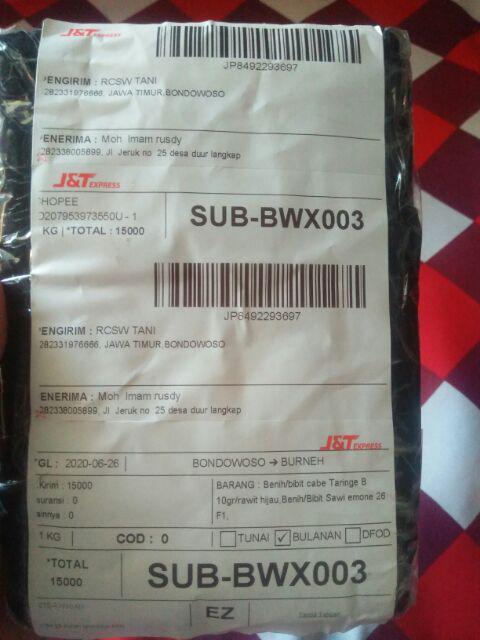 J&T EXPRESS
JP8492293697
'ENGIRIM : RCSW TANI
282331976666, JAWA TIMUR,BONDOWOSO
ENERIMA : Moh Imam rusdy
282338005899, Jl Jeruk no 25 desa duur langkap
J&T EXPRESS
HOPEE
0207953973550U - 1
KG | *TOTAL : 15000
SUB-BWX003
JP8492293697
'ENGIRIM : RCSW TANI
282331976666, JAWA TIMUR,BONDOWOSO
ENERIMA : Moh Imam rusdy
282338005899, Jl Jeruk no 25 desa duur langkap
J&T EXPRESS
'GL : 2020-06-26
BONDOWOSO → BURNEH
Kirim : 15000
suransi : 0
innya : 0
BARANG : Benih/bibit cabe Taringe B
10gr/rawit hijau,Benih/Bibit Sawi emone 26
F1,
1 KG
COD : 0
TUNAI
BULANAN
DFOD
*TOTAL
15000
SUB-BWX003
EZ